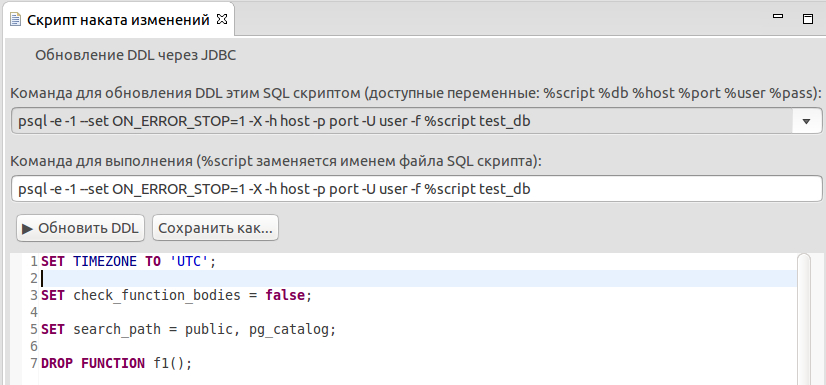 Скрипт наката изменений
Обновление DDL через JDBC
Команда для обновления DDL этим SQL скриптом (доступные переменные: %script %db %host %port %user %pass):
psql -e -1 --set ON_ERROR_STOP=1 -X -h host -p port -U user -f %script test_db
Команда для выполнения (%script заменяется именем файла SQL скрипта):
psql -e -1 --set ON_ERROR_STOP=1 -X -h host -p port -U user -f %script test_db
Обновить DDL Сохранить как...
1 SET TIMEZONE TO 'UTC';
2
3 SET check_function_bodies = false;
4
5 SET search_path = public, pg_catalog;
6
7 DROP FUNCTION f1();